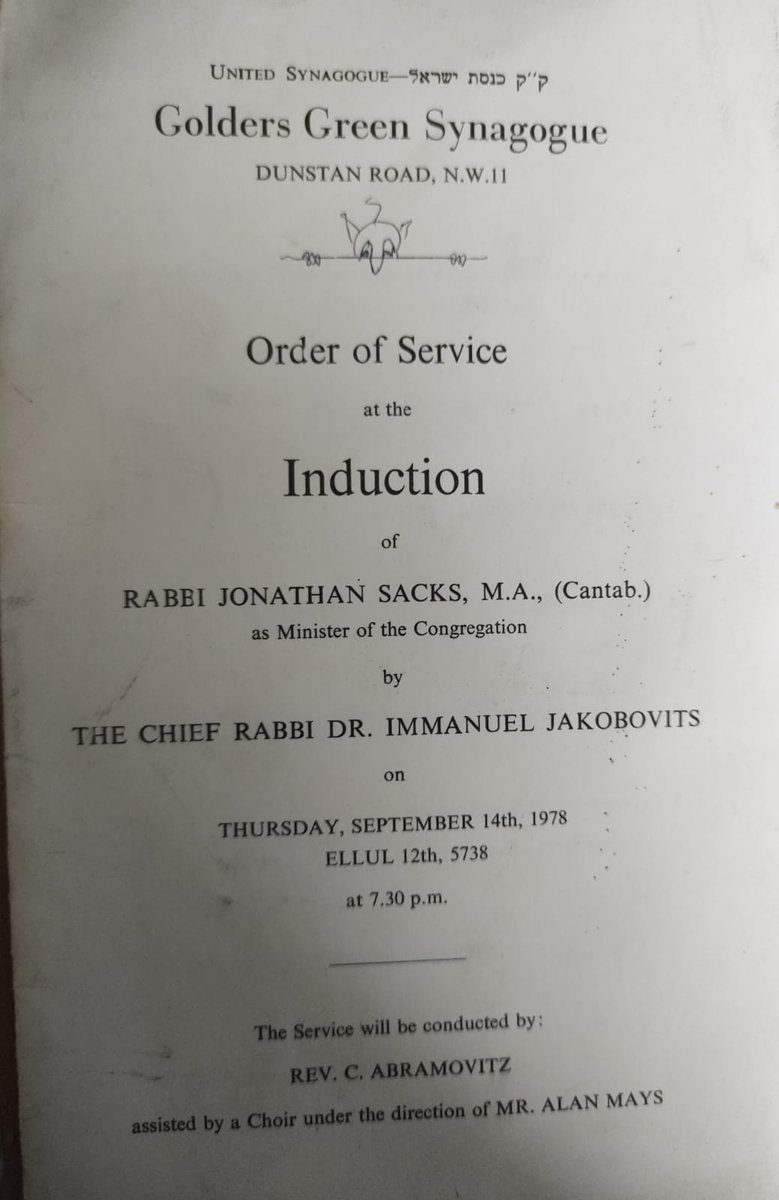 UNITED SYNAGOGUE—ק״ק כנסת ישראל
Golders Green Synagogue
DUNSTAN ROAD, N.W.11
Order of Service
at the
Induction
of
RABBI JONATHAN SACKS, M.A., (Cantab.)
as Minister of the Congregation
by
THE CHIEF RABBI DR. IMMANUEL JAKOBOVITS
on
THURSDAY, SEPTEMBER 14th, 1978
ELLUL 12th, 5738
at 7.30 p.m.
The Service will be conducted by:
REV. C. ABRAMOVITZ
assisted by a Choir under the direction of MR. ALAN MAYS